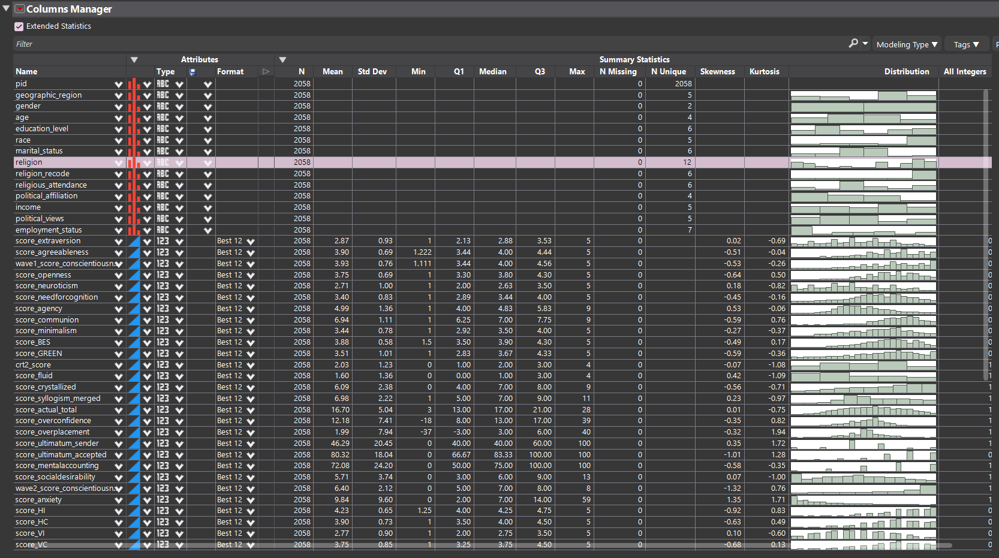 Columns Manager
Extended Statistics
Filter Modeling Type Tags
Attributes Summary Statistics
Name Type Format N Mean Std Dev Min Q1 Median Q3 Max N Missing N Unique Skewness Kurtosis Distribution All Integers
pid ABC 2058 0 2058
geographic_region ABC 2058 0 5
gender ABC 2058 0 2
age ABC 2058 0 4
education_level ABC 2058 0 6
race ABC 2058 0 5
marital_status ABC 2058 0 6
religion ABC 2058 0 12
religion_recode ABC 2058 0 6
religious_attendance ABC 2058 0 6
political_affiliation ABC 2058 0 4
income ABC 2058 0 5
political_views ABC 2058 0 5
employment_status ABC 2058 0 7
score_extraversion 123 Best 12 2058 2.87 0.93 1 2.13 2.88 3.53 5 0 0.02 -0.69 0
score_agreeableness 123 Best 12 2058 3.90 0.69 1.222 3.44 4.00 4.44 5 0 -0.51 -0.04 0
wave1_score_conscientiousn. 123 Best 12 2058 3.93 0.76 1.111 3.44 4.00 4.56 5 0 -0.53 -0.26 0
score_openness 123 Best 12 2058 3.75 0.69 1 3.30 3.80 4.30 5 0 -0.64 0.50 0
score_neuroticism 123 Best 12 2058 2.71 1.00 1 2.00 2.63 3.50 5 0 0.18 -0.82 0
score_needforcognition 123 Best 12 2058 3.40 0.83 1 2.89 3.44 4.00 5 0 -0.45 -0.16 0
score_agency 123 Best 12 2058 4.99 1.36 1 4.00 4.83 5.83 9 0 0.53 -0.06 0
score_communion 123 Best 12 2058 6.94 1.11 1 6.25 7.00 7.75 9 0 -0.59 0.76 0
score_minimalism 123 Best 12 2058 3.44 0.78 1 2.92 3.50 4.00 5 0 -0.27 -0.37 0
score_BES 123 Best 12 2058 3.88 0.58 1.5 3.50 3.90 4.30 5 0 -0.49 0.17 0
score_GREEN 123 Best 12 2058 3.51 1.01 1 2.83 3.67 4.33 5 0 -0.59 -0.36 0
crt2_score 123 Best 12 2058 2.03 1.23 0 1.00 2.00 3.00 4 0 -0.07 -1.08 1
score_fluid 123 Best 12 2058 1.60 1.36 0 0.00 1.00 3.00 4 0 0.42 -1.09 1
score_crystallized 123 Best 12 2058 6.09 2.38 0 4.00 7.00 8.00 9 0 -0.56 -0.71 1
score_syllogism_merged 123 Best 12 2058 6.98 2.22 1 5.00 7.00 9.00 11 0 0.23 -0.97 1
score_actual_total 123 Best 12 2058 16.70 5.04 3 13.00 17.00 21.00 28 0 0.01 -0.75 1
score_overconfidence 123 Best 12 2058 12.18 7.41 -18 8.00 13.00 17.00 39 0 -0.35 0.82 1
score_overplacement 123 Best 12 2058 1.99 7.94 -37 -3.00 3.00 6.00 40 0 -0.32 1.94 1
score_ultimatum_sender 123 Best 12 2058 46.29 20.45 0 40.00 40.00 60.00 100 0 0.35 1.72 1
score_ultimatum_accepted 123 Best 12 2058 80.32 18.04 0 66.67 83.33 100.00 100 0 -1.01 1.28 0
score_mentalaccounting 123 Best 12 2058 72.08 24.20 0 50.00 75.00 100.00 100 0 -0.58 -0.35 1
score_socialdesirability 123 Best 12 2058 5.71 3.74 0 3.00 6.00 9.00 13 0 0.07 -1.00 1
wave2_score_conscientiousn. 123 Best 12 2058 6.40 2.12 0 5.00 7.00 8.00 8 0 -1.32 0.76 1
score_anxiety 123 Best 12 2058 9.84 9.60 0 2.00 7.00 14.00 59 0 1.35 1.71 1
score_HI 123 Best 12 2058 4.23 0.65 1.25 4.00 4.25 4.75 5 0 -0.92 0.83 0
score_HC 123 Best 12 2058 3.90 0.73 1 3.50 4.00 4.50 5 0 -0.63 0.49 0
score_VI 123 Best 12 2058 2.77 0.90 1 2.00 2.75 3.50 5 0 0.10 -0.60 0
score_VC 123 Best 12 2058 3.75 0.85 1 3.25 3.75 4.50 5 0 -0.68 0.13 0